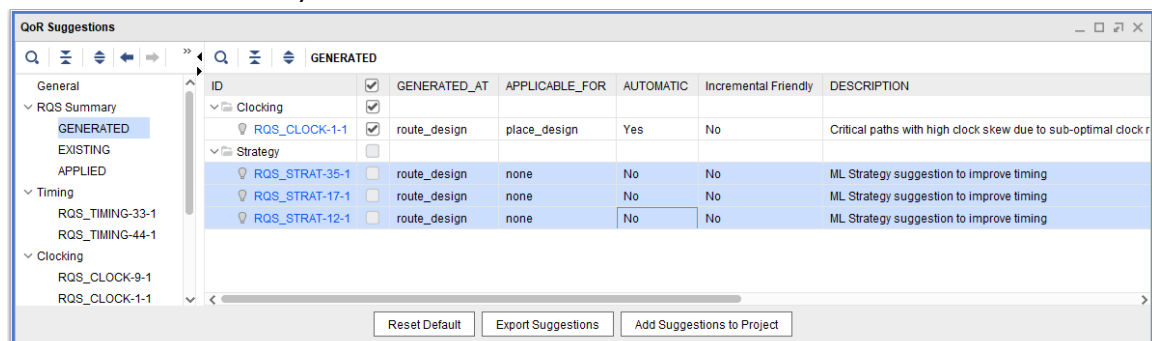 QoR Suggestions
GENERATED
General
RQS Summary
GENERATED
EXISTING
APPLIED
Timing
RQS_TIMING-33-1
RQS_TIMING-44-1
Clocking
RQS_CLOCK-9-1
RQS_CLOCK-1-1
ID GENERATED_AT APPLICABLE_FOR AUTOMATIC Incremental Friendly DESCRIPTION
Clocking
RQS_CLOCK-1-1 route_design place_design Yes No Critical paths with high clock skew due to sub-optimal clock r
Strategy
RQS_STRAT-35-1 route_design none No No ML Strategy suggestion to improve timing
RQS_STRAT-17-1 route_design none No No ML Strategy suggestion to improve timing
RQS_STRAT-12-1 route_design none No No ML Strategy suggestion to improve timing
Reset Default Export Suggestions Add Suggestions to Project